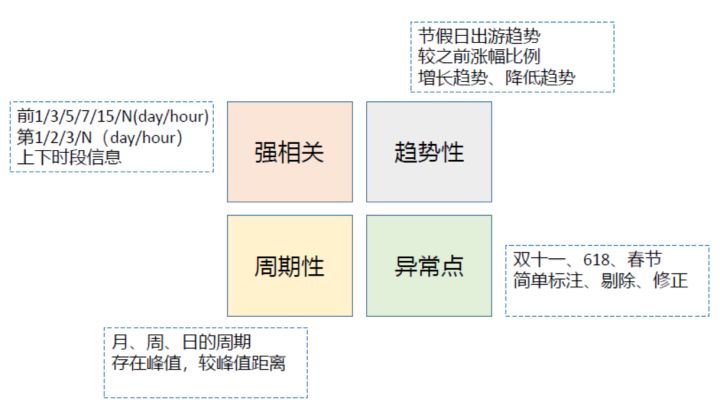 节假日出游趋势
较之前涨幅比例
增长趋势、降低趋势
前1/3/5/7/15/N(day/hour)
第1/2/3/N（day/hour）
上下时段信息
强相关
趋势性
周期性
异常点
双十一、618、春节
简单标注、剔除、修正
月、周、日的周期
存在峰值，较峰值距离